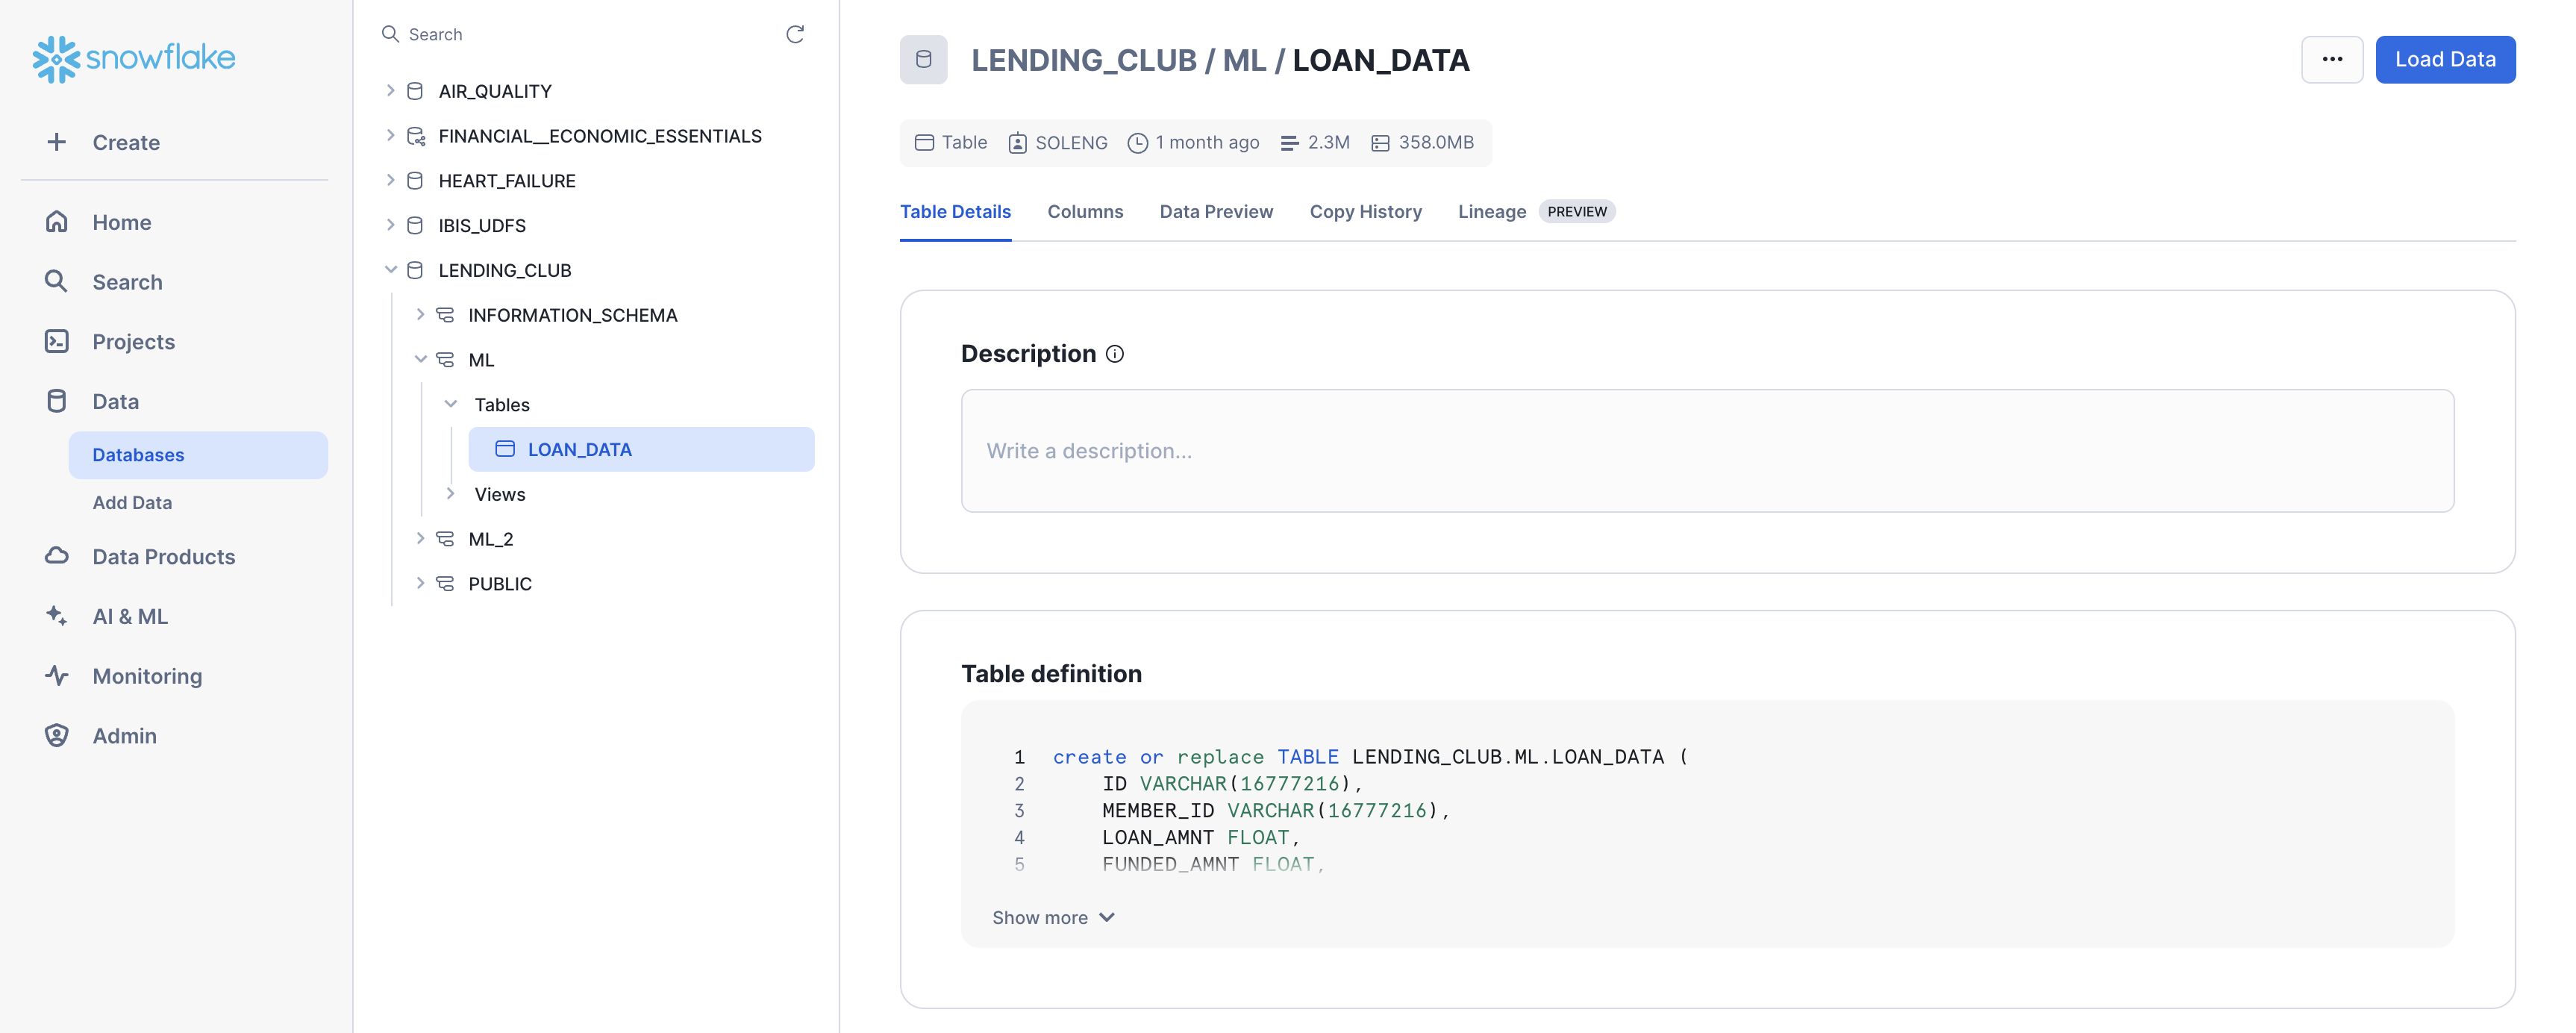 snowflake
Create
Home
Search
Projects
Data
Databases
Add Data
Data Products
AI & ML
Monitoring
Admin
Search
AIR_QUALITY
FINANCIAL__ECONOMIC_ESSENTIALS
HEART_FAILURE
IBIS_UDFS
LENDING_CLUB
INFORMATION_SCHEMA
ML
Tables
LOAN_DATA
Views
ML_2
PUBLIC
LENDING_CLUB / ML / LOAN_DATA
... Load Data
Table SOLENG 1 month ago 2.3M 358.0MB
Table Details Columns Data Preview Copy History Lineage PREVIEW
Description
Write a description...
Table definition
1 create or replace TABLE LENDING_CLUB.ML.LOAN_DATA (
2 ID VARCHAR(16777216),
3 MEMBER_ID VARCHAR(16777216),
4 LOAN_AMNT FLOAT,
5 FUNDED_AMNT FLOAT,
Show more